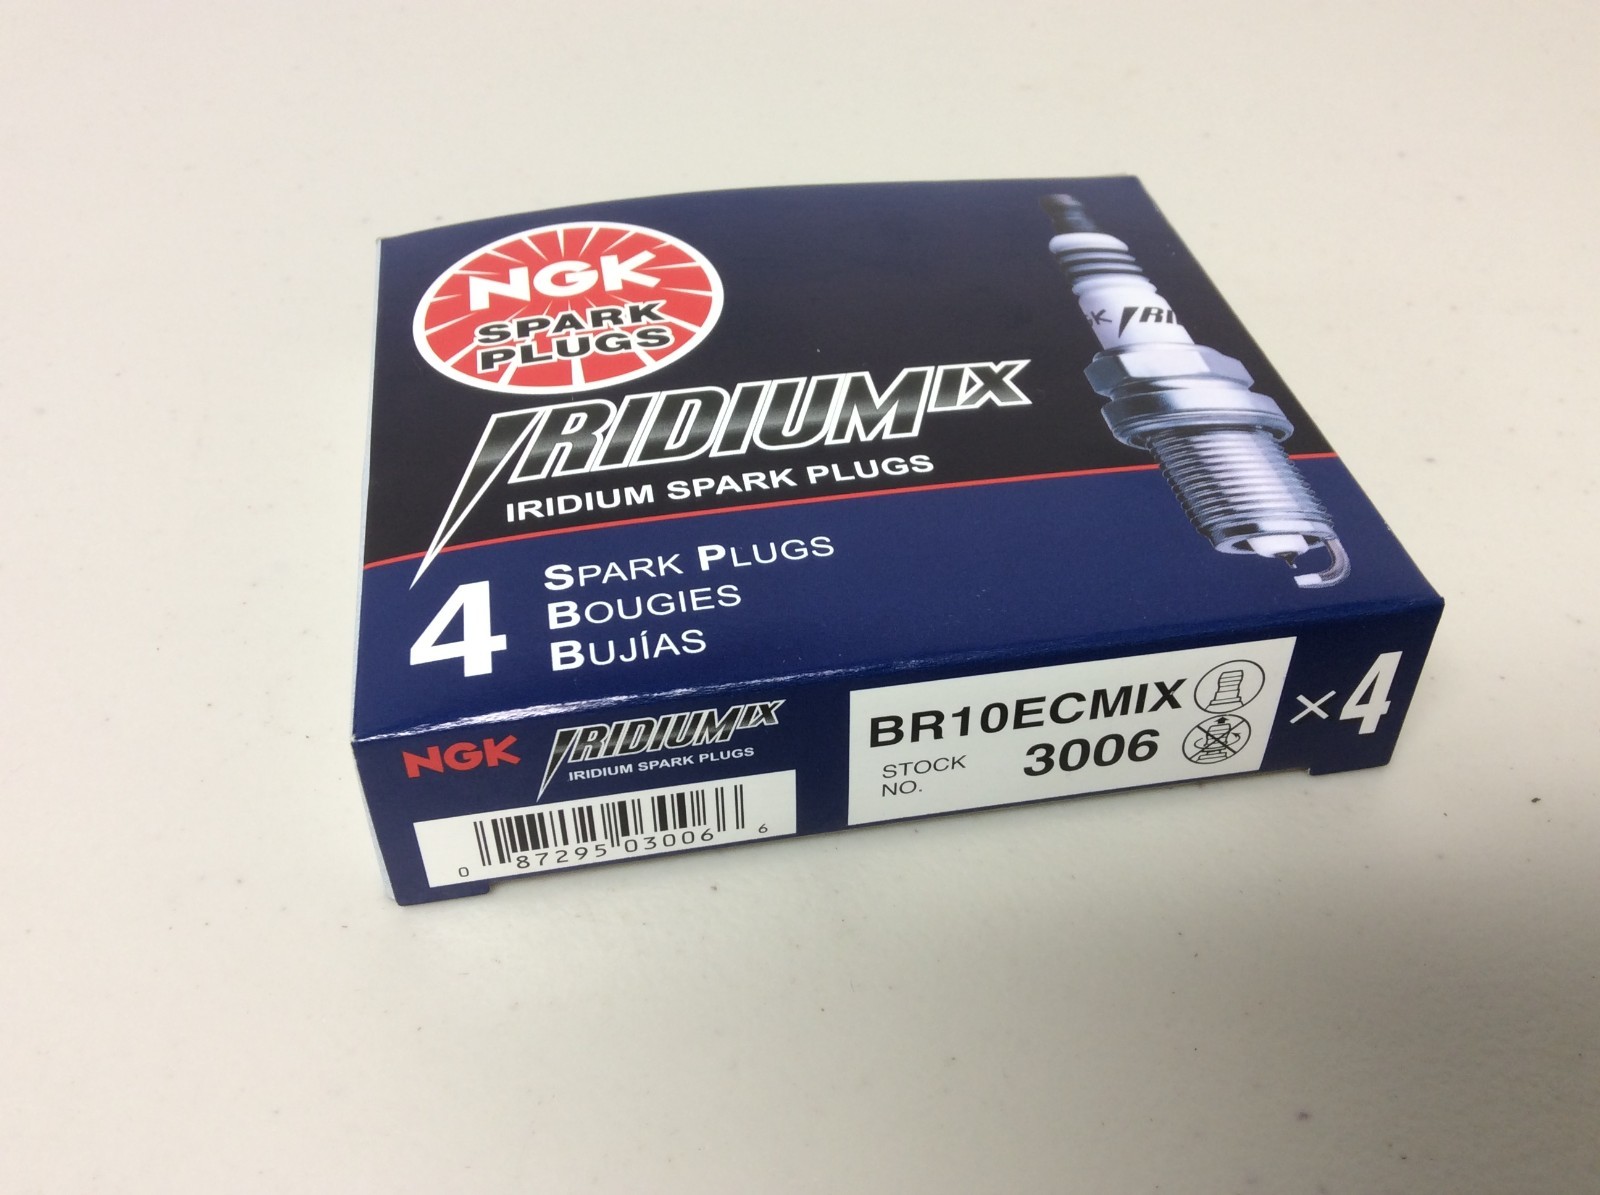 NGK
SPARK
PLUGS
IRIDIUM IX
IRIDIUM SPARK PLUGS
4
SPARK PLUGS
BOUGIES
BUJÍAS
NGK
IRIDIUM IX
IRIDIUM SPARK PLUGS
0 87295 03006 6
BR10ECMIX
STOCK NO. 3006
×4